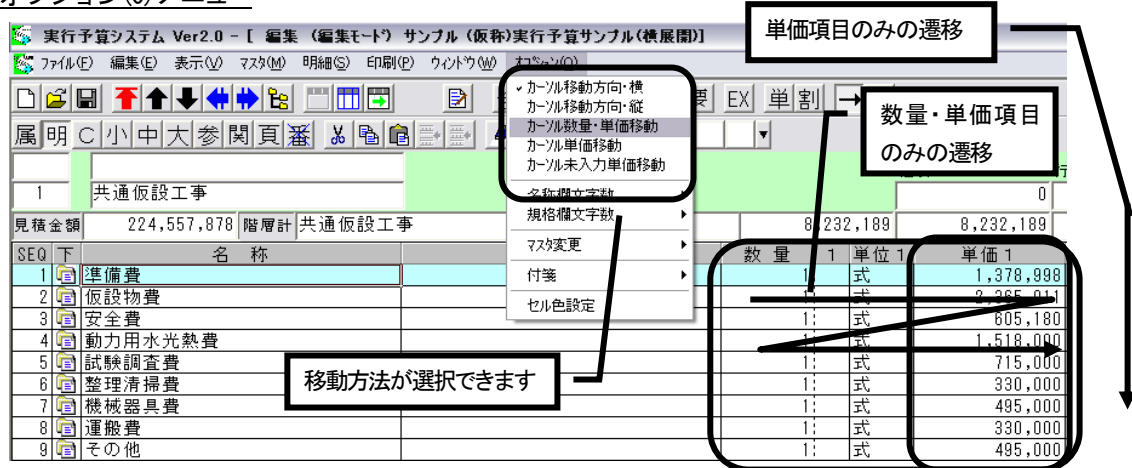 オプション(O)メニュー
実行予算システム Ver2.0 - [ 編集 (編集モード) サンプル (仮称)実行予算サンプル(横展開)]
単価項目のみの遷移
ファイル(F) 編集(E) 表示(V) マスタ(M) 明細(S) 印刷(P) ウィンドウ(W) オプション(O)
カーソル移動方向・横
カーソル移動方向・縦
カーソル数量・単価移動
カーソル単価移動
カーソル未入力単価移動
名称欄文字数
規格欄文字数
マスタ変更
付箋
セル色設定
要 EX 単 割
数量・単価項目
のみの遷移
属 明 C 小 中 大 参 関 頁 番
1 共通仮設工事 0
見積金額 224,557,878 階層計 共通仮設工事 8,232,189 8,232,189
SEQ 下 名 称 数 量 1 単位 1 単価 1
1 準備費 1 式 1,378,998
2 仮設物費 式 2,365,011
3 安全費 1 式 605,180
4 動力用水光熱費 1 式 1,518,000
5 試験調査費 1 式 715,000
6 整理清掃費 1 式 330,000
7 機械器具費 1 式 495,000
8 運搬費 1 式 330,000
9 その他 1 式 495,000
移動方法が選択できます